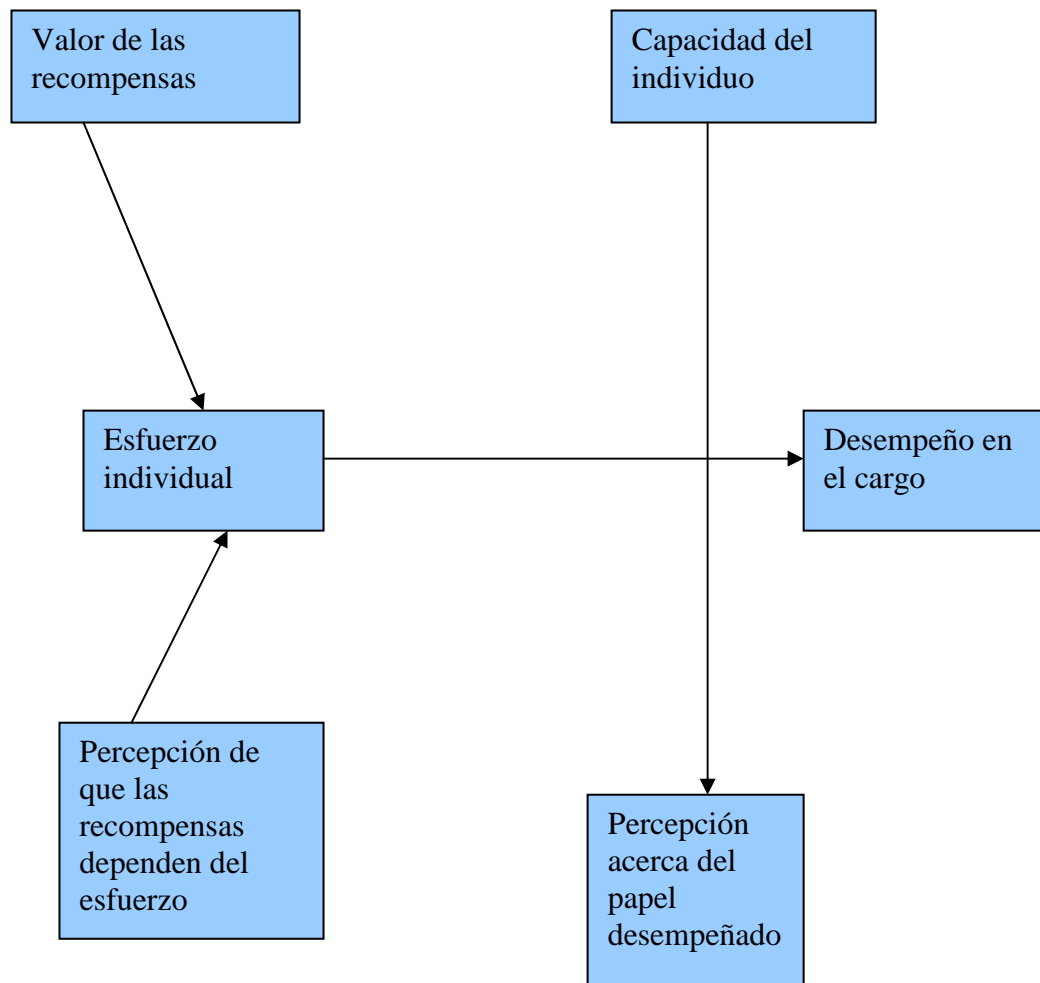 Valor de las
recompensas
Capacidad del
individuo
Esfuerzo
individual
Desempeño en
el cargo
Percepción de
que las
recompensas
dependen del
esfuerzo
Percepción
acerca del
papel
desempeñado